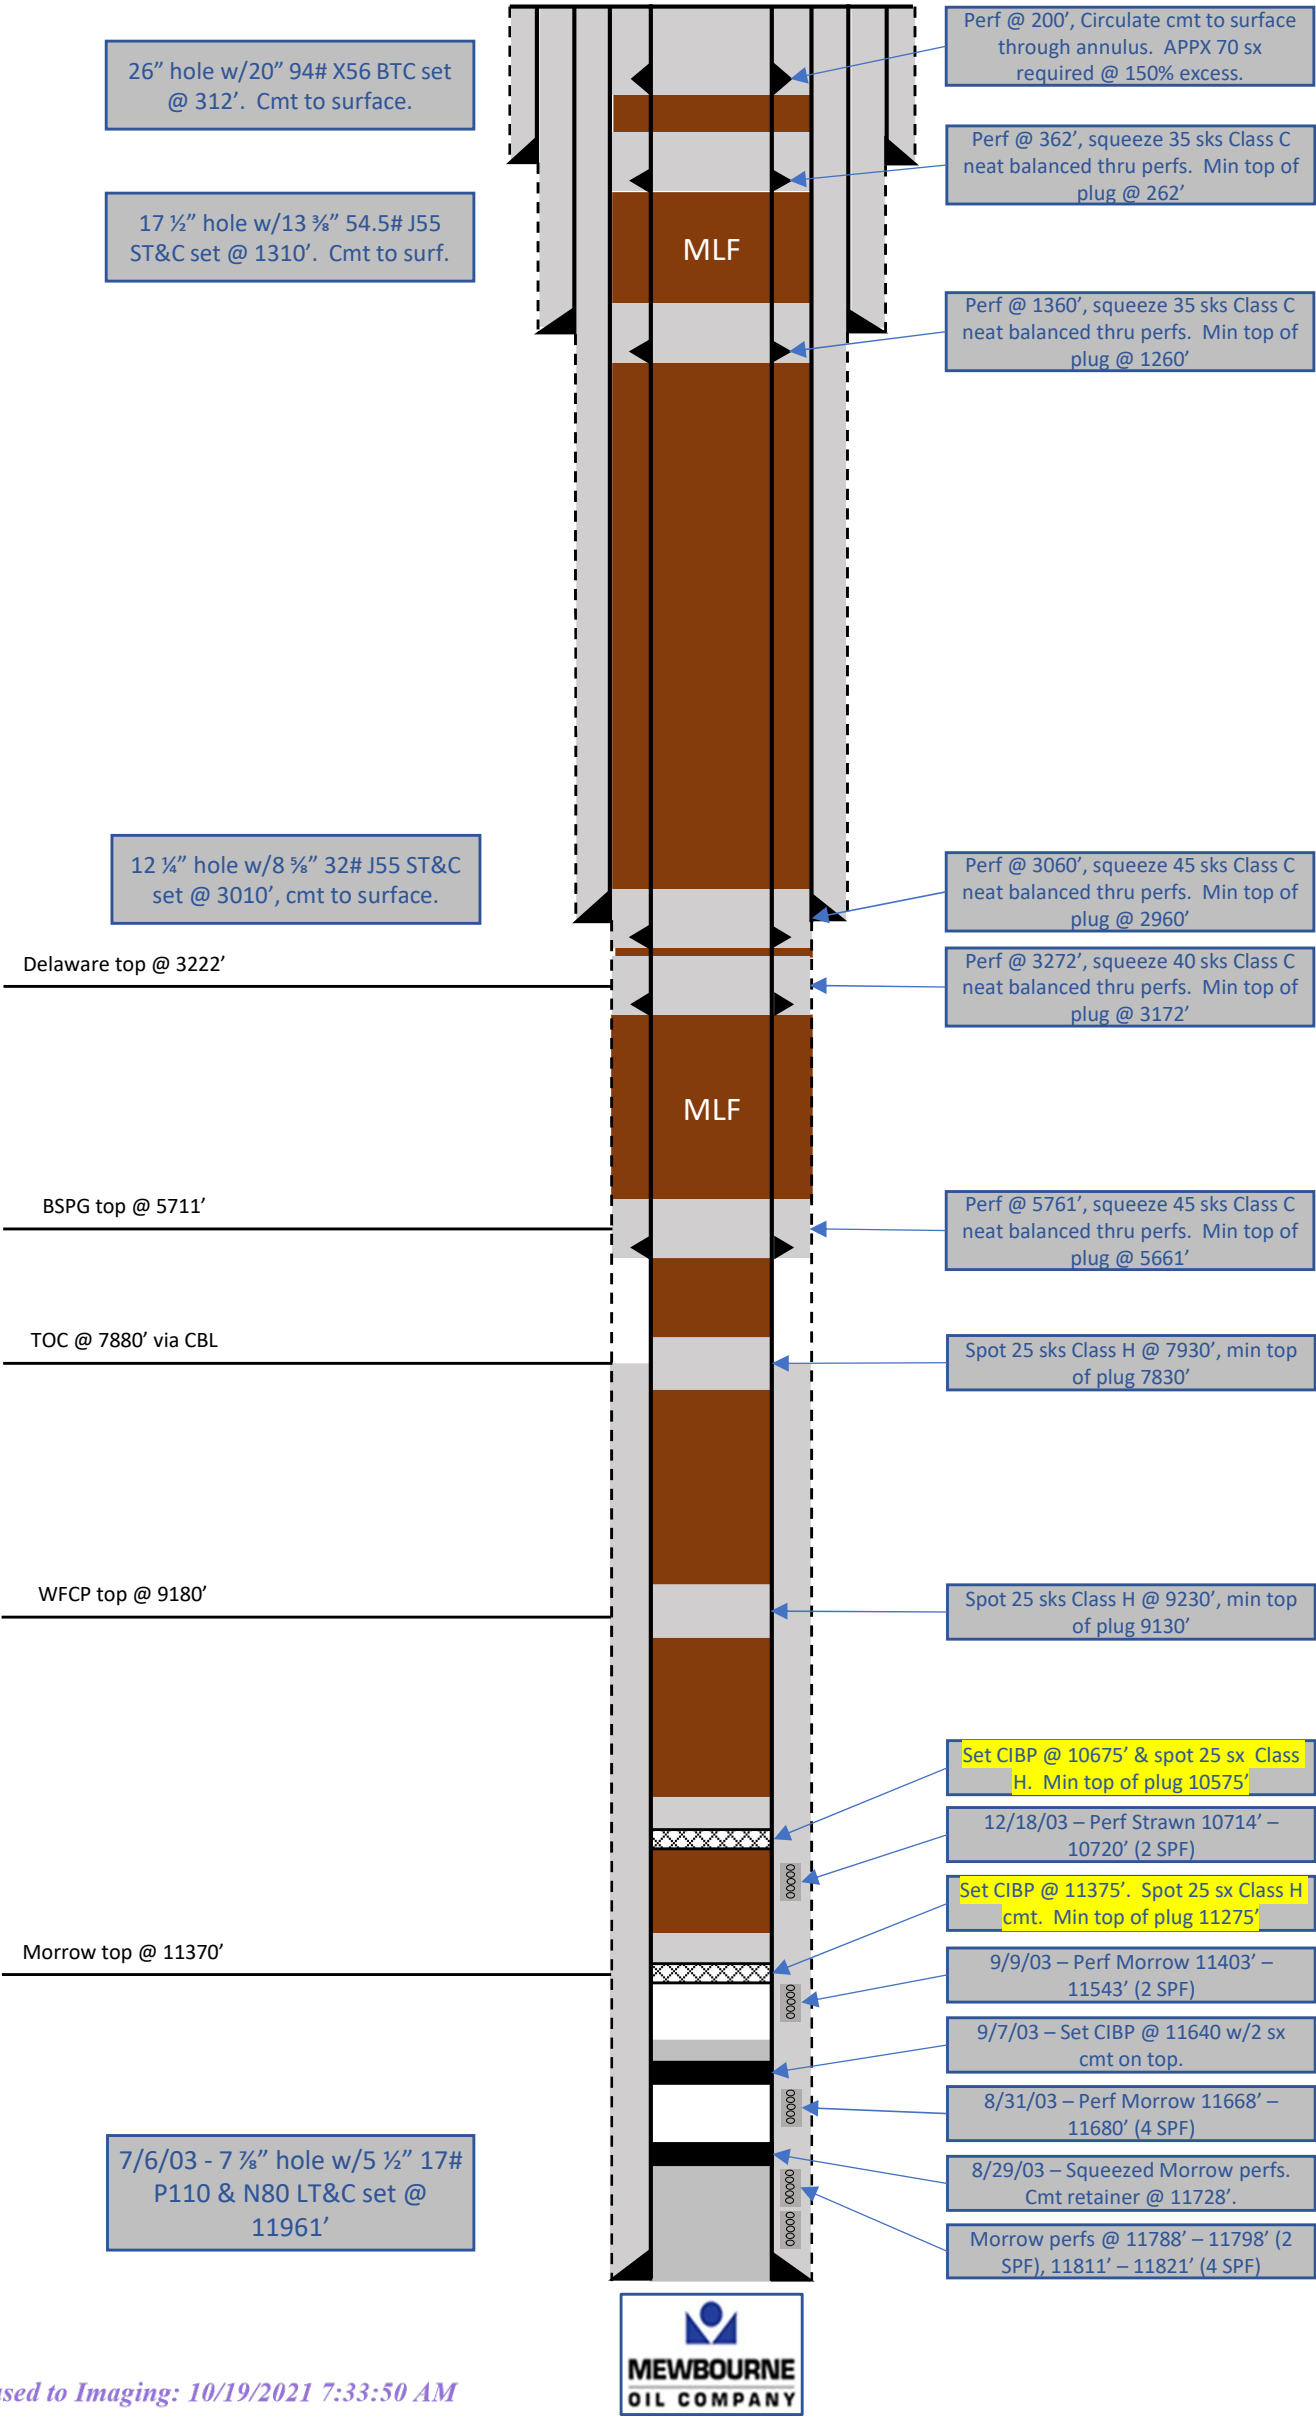 Perf @ 200’, Circulate cmt to surface
through annulus.  APPX 70 sx
required @ 150% excess.
26” hole w/20” 94# X56 BTC set
@ 312’.  Cmt to surface.
Perf @ 362’, squeeze 35 sks Class C
neat balanced thru perfs.  Min top of
plug @ 262’
17 ½” hole w/13 ⅜” 54.5# J55
ST&C set @ 1310’.  Cmt to surf.
MLF
Perf @ 1360’, squeeze 35 sks Class C
neat balanced thru perfs.  Min top of
plug @ 1260’
12 ¼” hole w/8 ⅝” 32# J55 ST&C
set @ 3010’, cmt to surface.
Perf @ 3060’, squeeze 45 sks Class C
neat balanced thru perfs.  Min top of
plug @ 2960’
Delaware top @ 3222’
Perf @ 3272’, squeeze 40 sks Class C
neat balanced thru perfs.  Min top of
plug @ 3172’
MLF
BSPG top @ 5711’
Perf @ 5761’, squeeze 45 sks Class C
neat balanced thru perfs.  Min top of
plug @ 5661’
TOC @ 7880’ via CBL
Spot 25 sks Class H @ 7930’, min top
of plug 7830’
WFCP top @ 9180’
Spot 25 sks Class H @ 9230’, min top
of plug 9130’
Set CIBP @ 10675’ & spot 25 sx  Class
H.  Min top of plug 10575’
12/18/03 – Perf Strawn 10714’ –
10720’ (2 SPF)
Set CIBP @ 11375’.  Spot 25 sx Class H
cmt.  Min top of plug 11275’
Morrow top @ 11370’
9/9/03 – Perf Morrow 11403’ –
11543’ (2 SPF)
9/7/03 – Set CIBP @ 11640 w/2 sx
cmt on top.
8/31/03 – Perf Morrow 11668’ –
11680’ (4 SPF)
7/6/03 - 7 ⅞” hole w/5 ½” 17#
P110 & N80 LT&C set @
11961’
8/29/03 – Squeezed Morrow perfs.
Cmt retainer @ 11728’.
Morrow perfs @ 11788’ – 11798’ (2
SPF), 11811’ – 11821’ (4 SPF)
MEWBOURNE
OIL COMPANY
ased to Imaging: 10/19/2021 7:33:50 AM